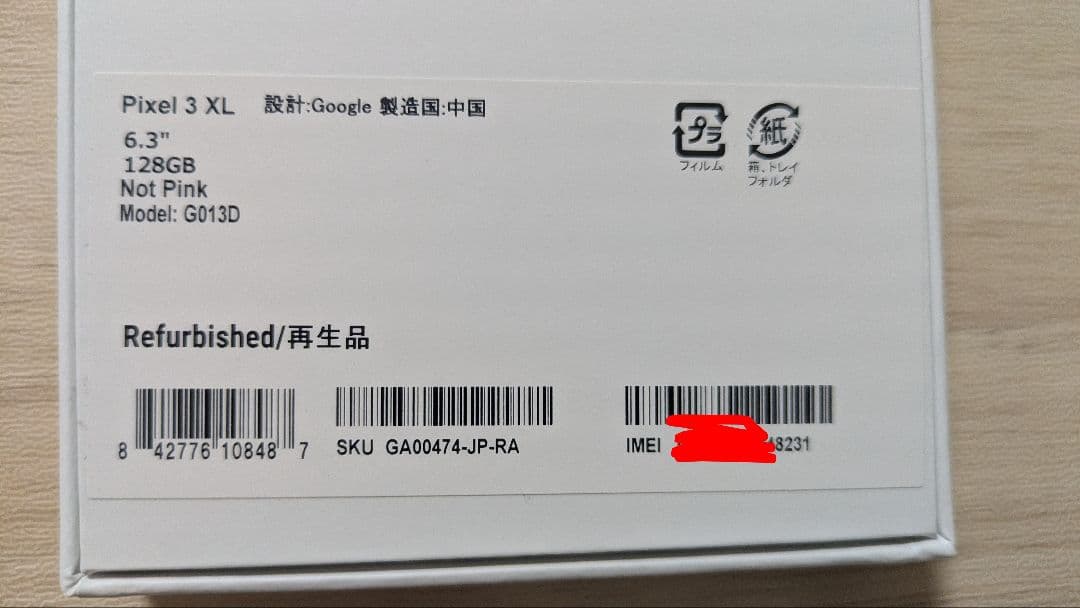 Pixel 3 XL 設計:Google 製造国:中国
6.3"
128GB
Not Pink
Model: G013D
プラ
フィルム
紙
箱、トレイ
フォルダ
Refurbished/再生品
8 42776 10848 7
SKU GA00474-JP-RA
IMEI 8231